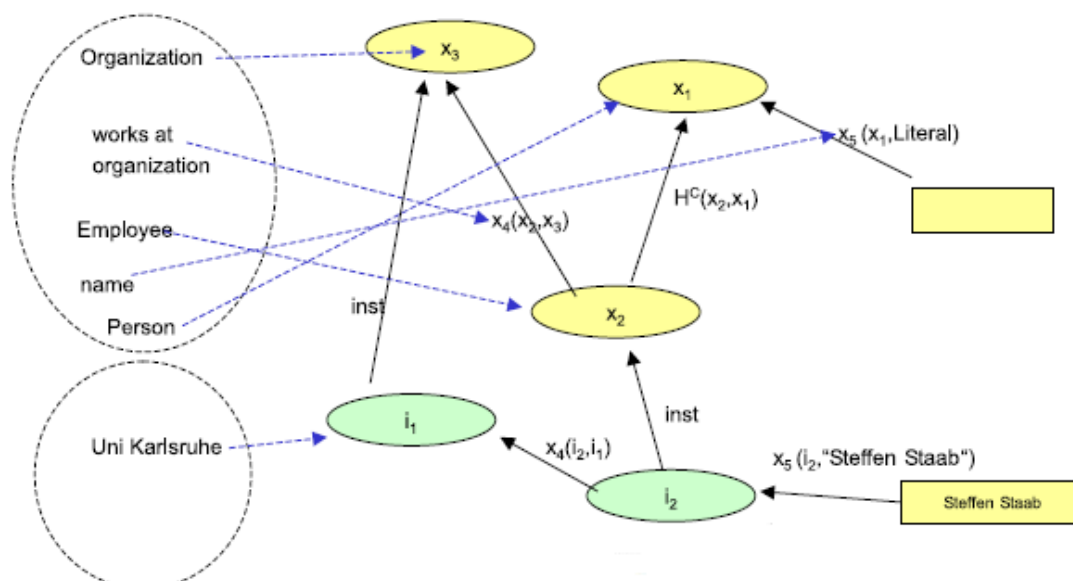 Organization
x₃
x₁
works at
organization
x₅ (x₁,Literal)
Hᶜ(x₂,x₁)
x₄(x₂,x₃)
Employee
name
inst
Person
x₂
i₁
inst
Uni Karlsruhe
x₄(i₂,i₁)
x₅ (i₂,"Steffen Staab“)
i₂
Steffen Staab